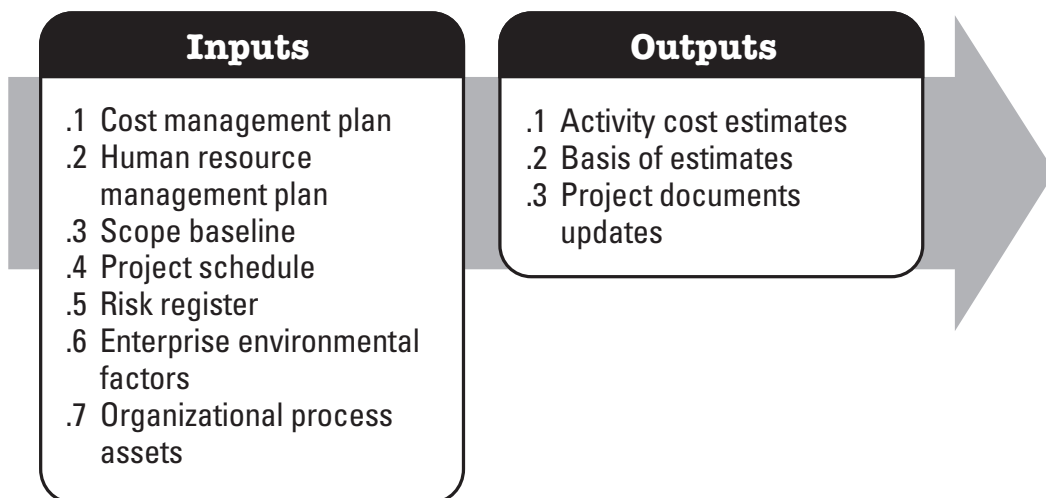 Inputs
.1 Cost management plan
.2 Human resource
management plan
.3 Scope baseline
.4 Project schedule
.5 Risk register
.6 Enterprise environmental
factors
.7 Organizational process
assets
Outputs
.1 Activity cost estimates
.2 Basis of estimates
.3 Project documents
updates